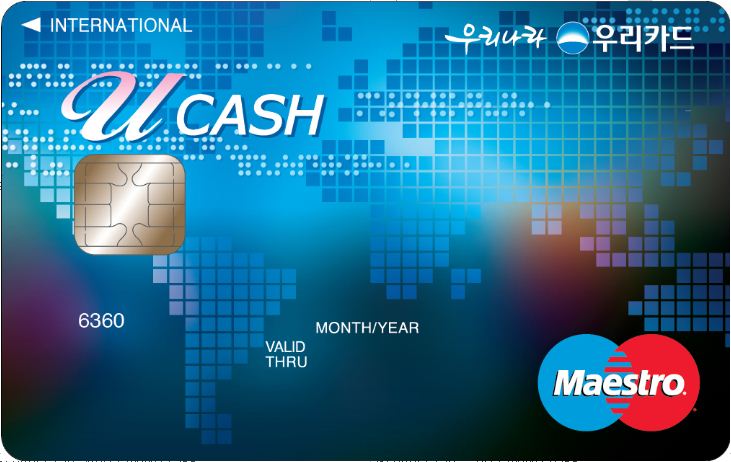 ◀ INTERNATIONAL
우리나라 우리카드
U CASH
6360
MONTH/YEAR
VALID
THRU
Maestro.